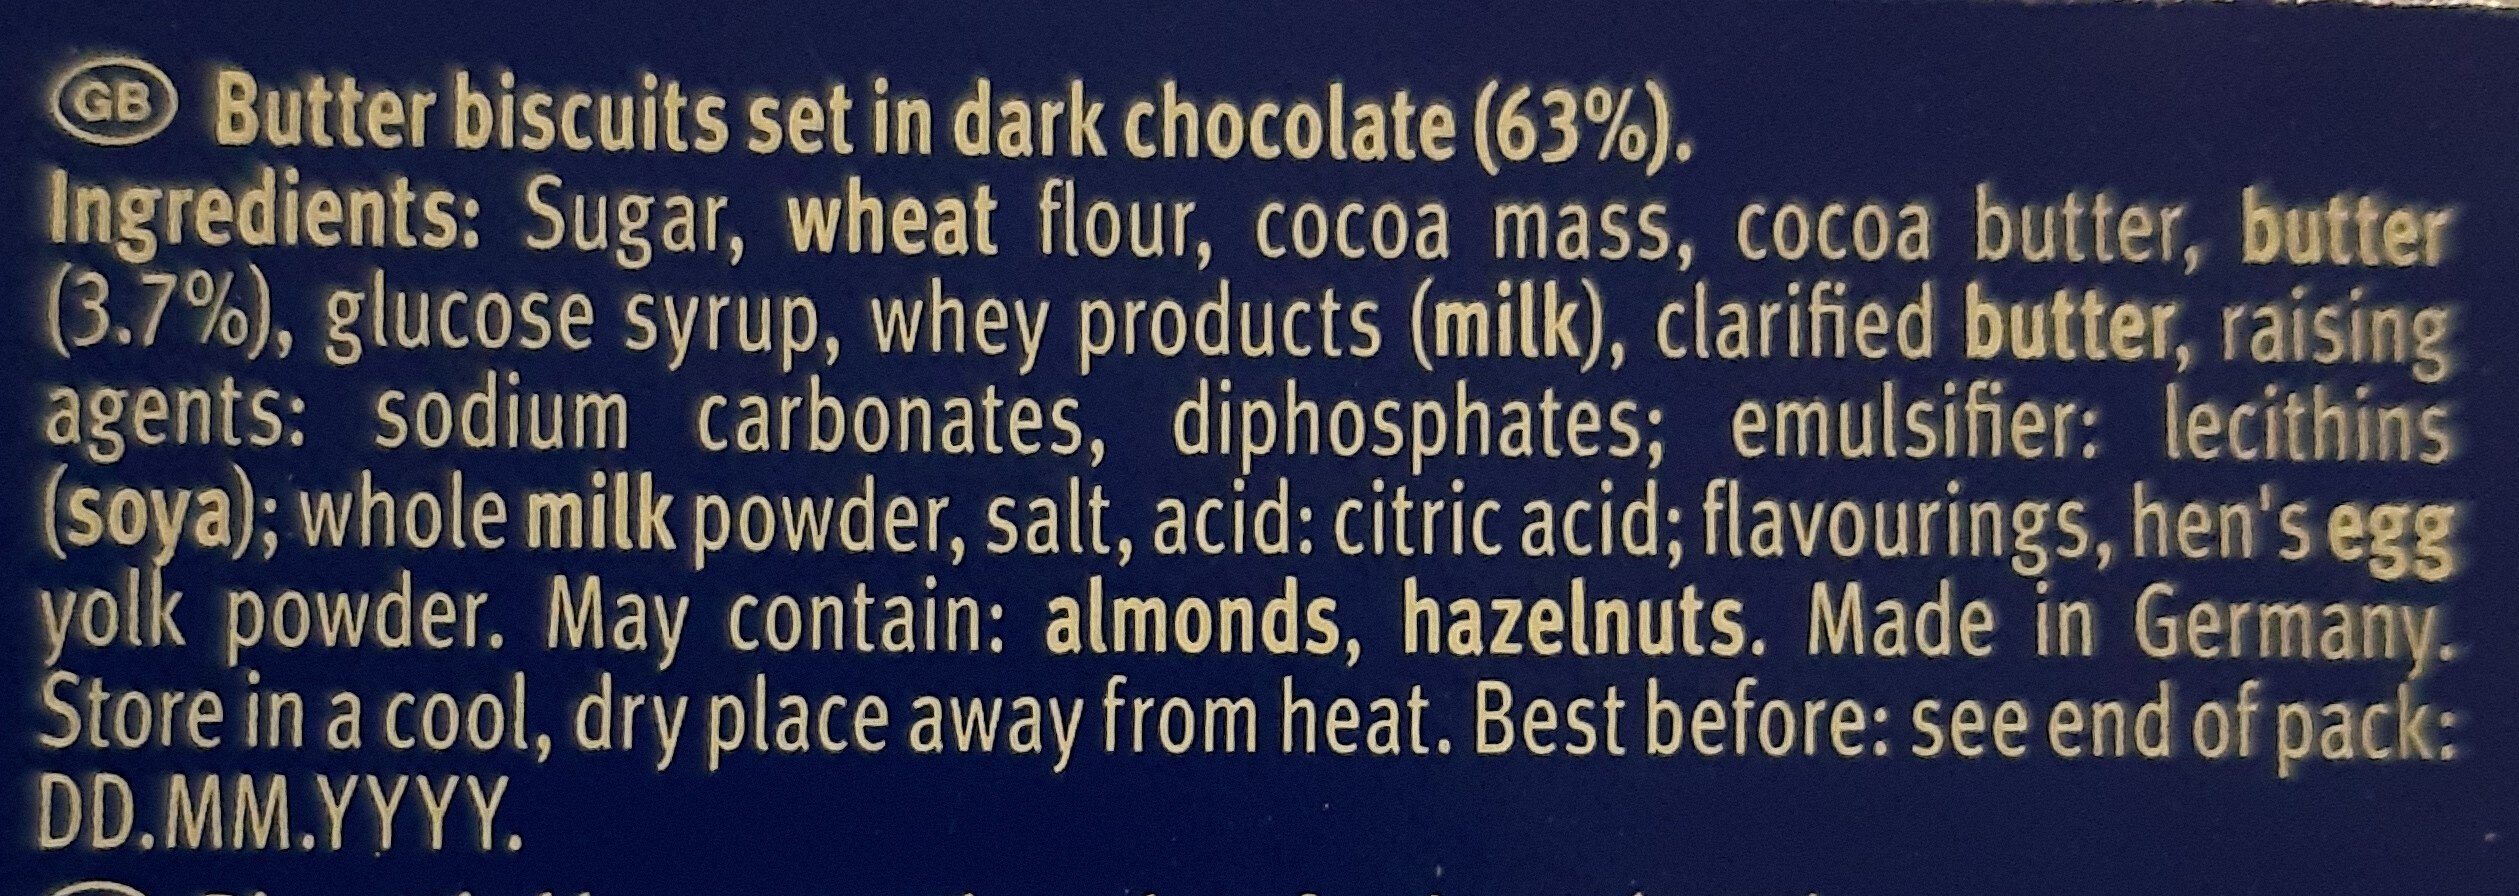 GB Butter biscuits set in dark chocolate (63%).
Ingredients: Sugar, wheat flour, cocoa mass, cocoa butter, butter
(3.7%), glucose syrup, whey products (milk), clarified butter, raising
agents: sodium carbonates, diphosphates; emulsifier: lecithins
(soya); whole milk powder, salt, acid: citric acid; flavourings, hen's egg
yolk powder. May contain: almonds, hazelnuts. Made in Germany.
Store in a cool, dry place away from heat. Best before: see end of pack:
DD.MM.YYYY.